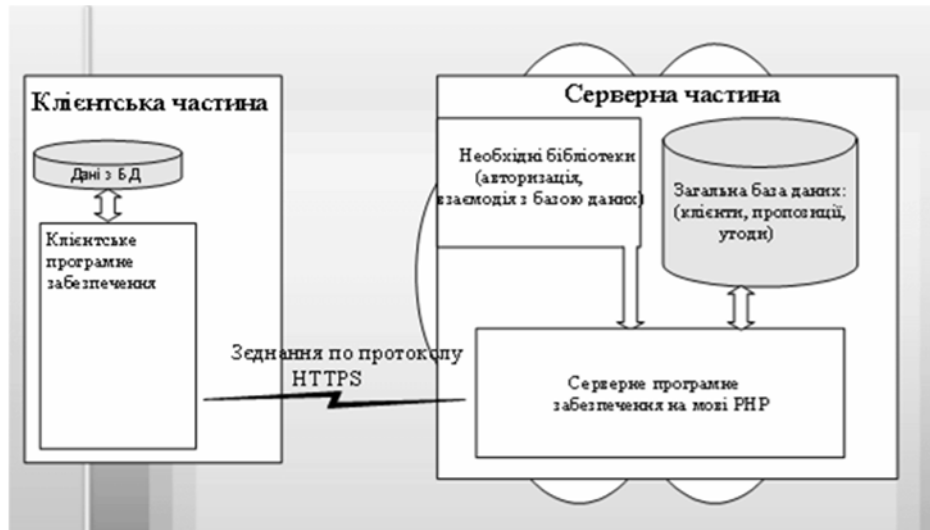 Клієнтська частина
Дані з БД
Клієнтське
програмне
забезпечення
Зєднання по протоколу
HTTPS
Серверна частина
Необхідні бібліотеки
(авторизація,
взаємодія з базою даних)
Загальна база даних:
(клієнти, пропозиції,
угоди)
Серверне програмне
забезпечення на мові PHP